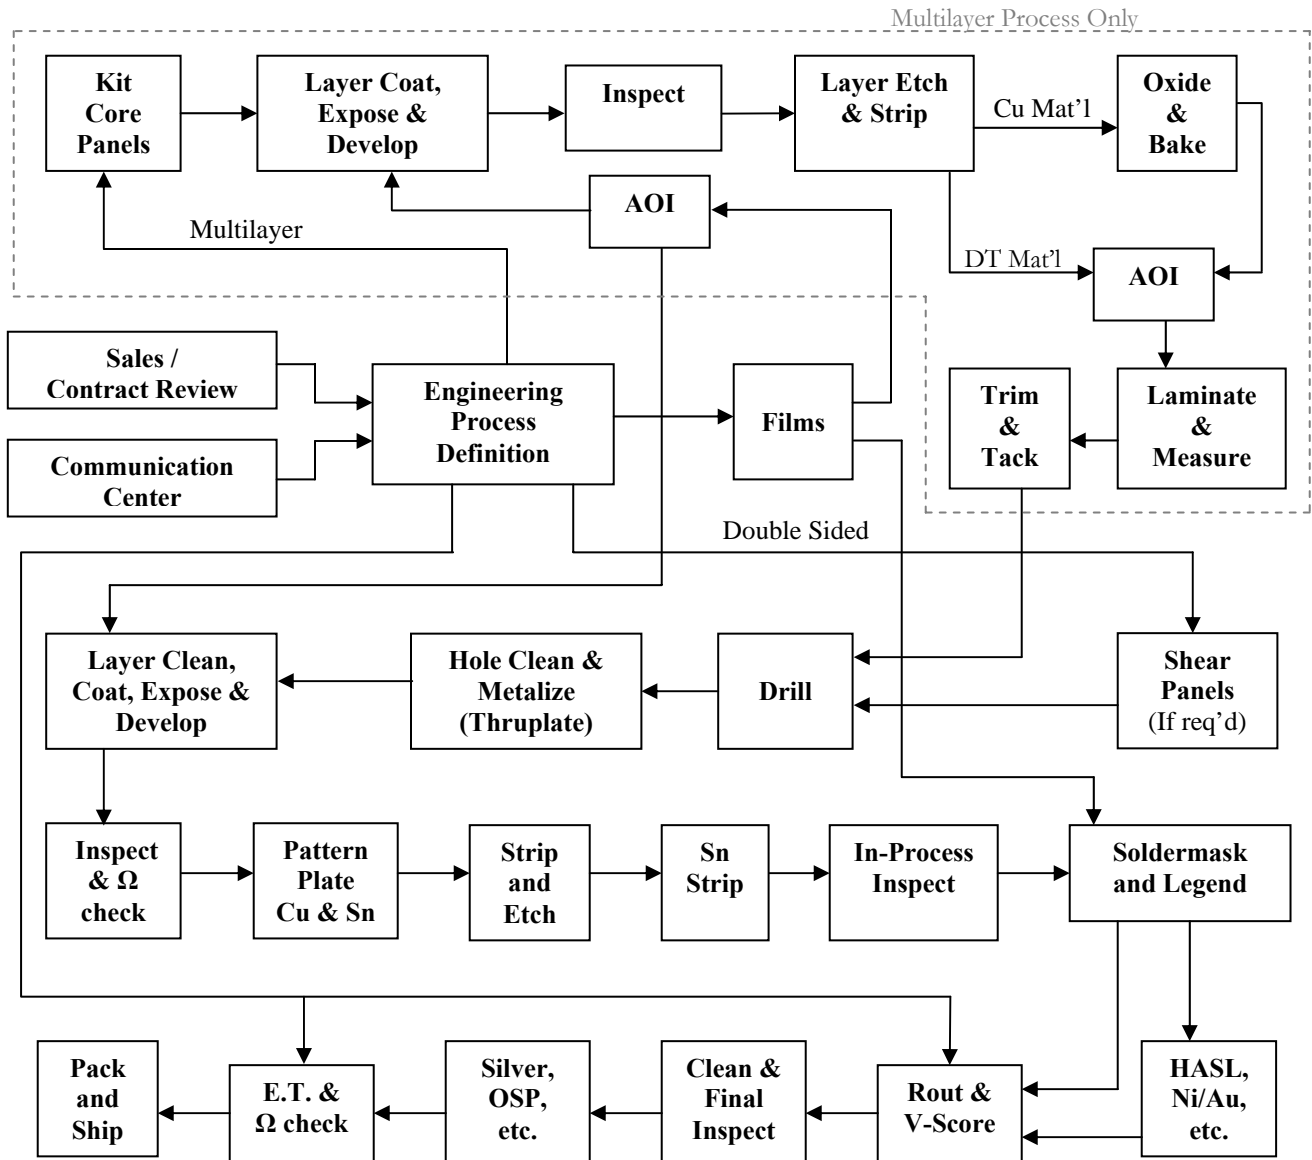 Multilayer Process Only
Kit
Core
Panels
Layer Coat,
Expose &
Develop
Inspect
Layer Etch
& Strip
Cu Mat’l
Oxide
&
Bake
AOI
Multilayer
DT Mat’l
AOI
Sales /
Contract Review
Communication
Center
Engineering
Process
Definition
Films
Trim
&
Tack
Laminate
&
Measure
Double Sided
Layer Clean,
Coat, Expose &
Develop
Hole Clean &
Metalize
(Thruplate)
Drill
Shear
Panels
(If req’d)
Inspect
& Ω
check
Pattern
Plate
Cu & Sn
Strip
and
Etch
Sn
Strip
In-Process
Inspect
Soldermask
and Legend
Pack
and
Ship
E.T. &
Ω check
Silver,
OSP,
etc.
Clean &
Final
Inspect
Rout &
V-Score
HASL,
Ni/Au,
etc.